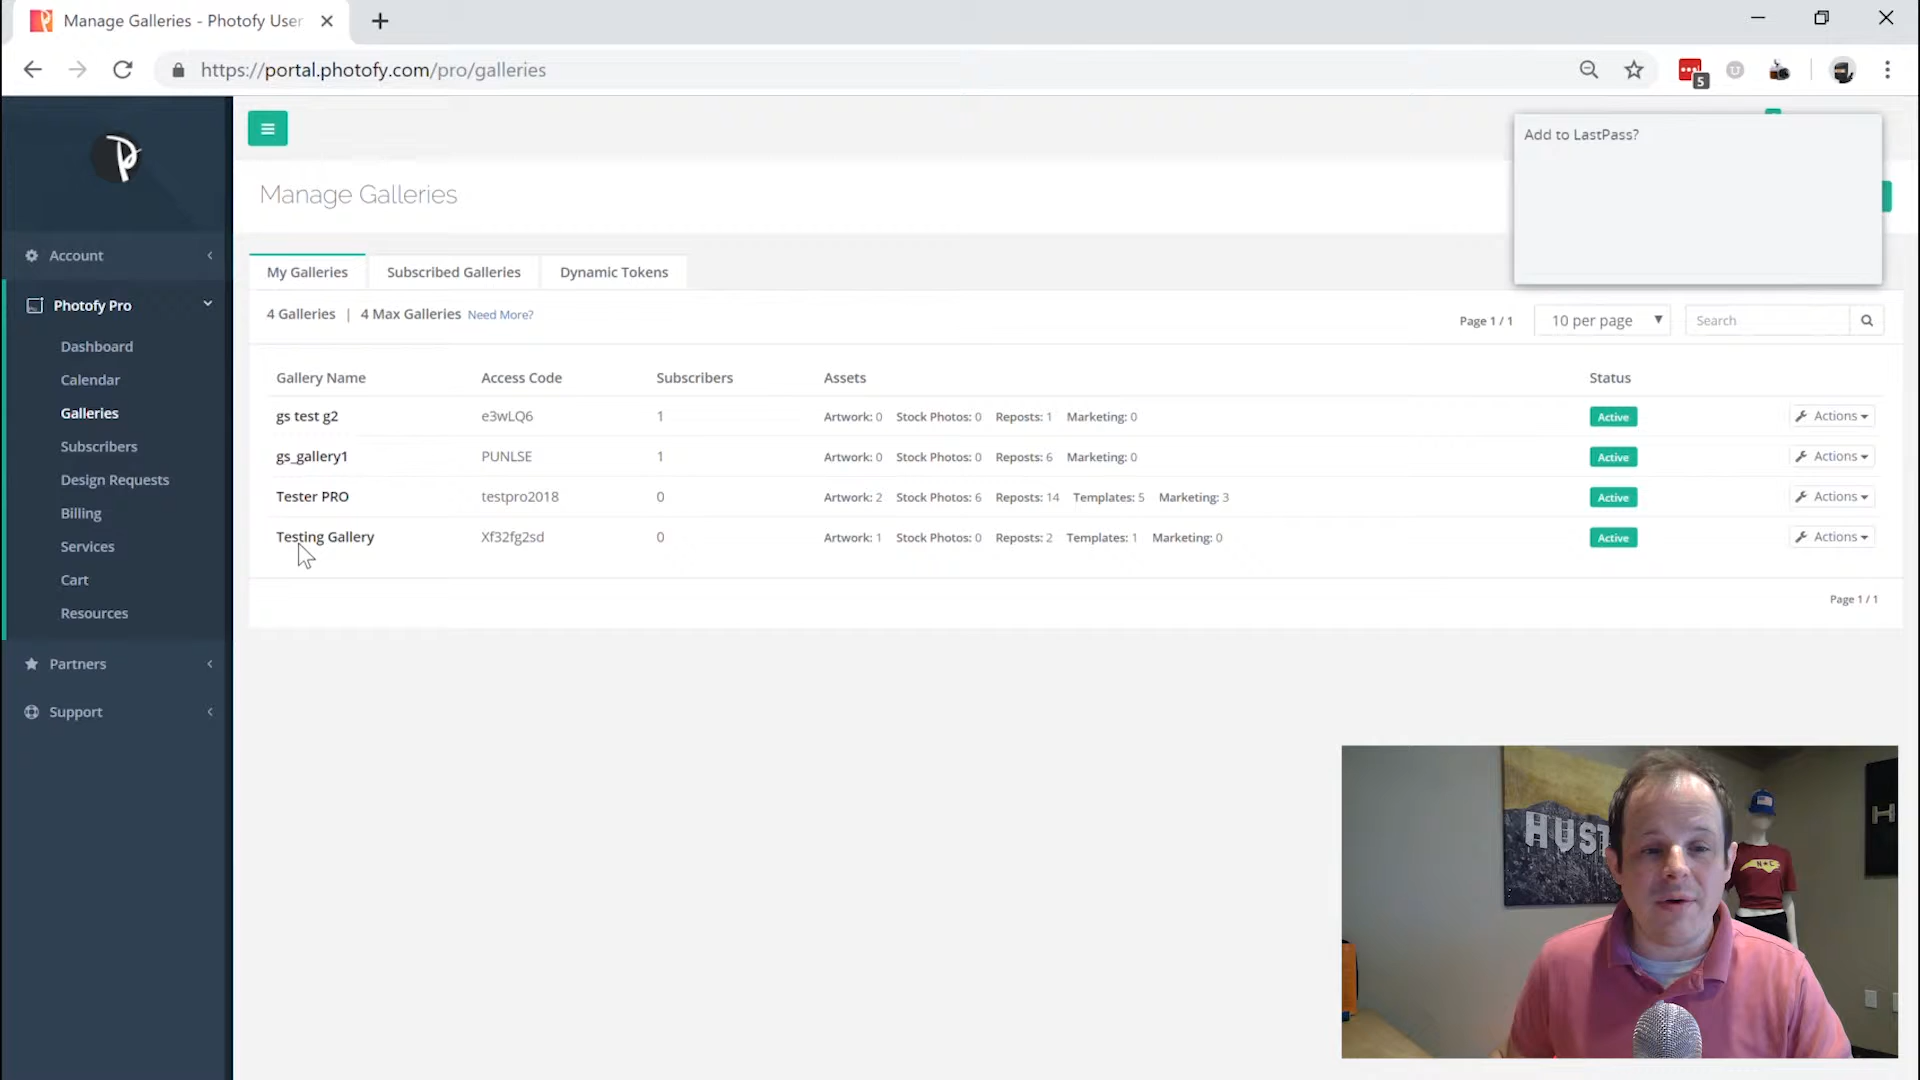 Manage Galleries - Photofy User
https://portal.photofy.com/pro/galleries
5
Add to LastPass?
Manage Galleries
Account
Photofy Pro
Dashboard
Calendar
Galleries
Subscribers
Design Requests
Billing
Services
Cart
Resources
Partners
Support
My Galleries Subscribed Galleries Dynamic Tokens
4 Galleries | 4 Max Galleries Need More?
Page 1 / 1 10 per page Search
Gallery Name Access Code Subscribers Assets Status
gs test g2 e3wLQ6 1 Artwork: 0 Stock Photos: 0 Reposts: 1 Marketing: 0 Active Actions
gs_gallery1 PUNLSE 1 Artwork: 0 Stock Photos: 0 Reposts: 6 Marketing: 0 Active Actions
Tester PRO testpro2018 0 Artwork: 2 Stock Photos: 6 Reposts: 14 Templates: 5 Marketing: 3 Active Actions
Testing Gallery Xf32fg2sd 0 Artwork: 1 Stock Photos: 0 Reposts: 2 Templates: 1 Marketing: 0 Active Actions
Page 1 / 1
HUST
N C
H